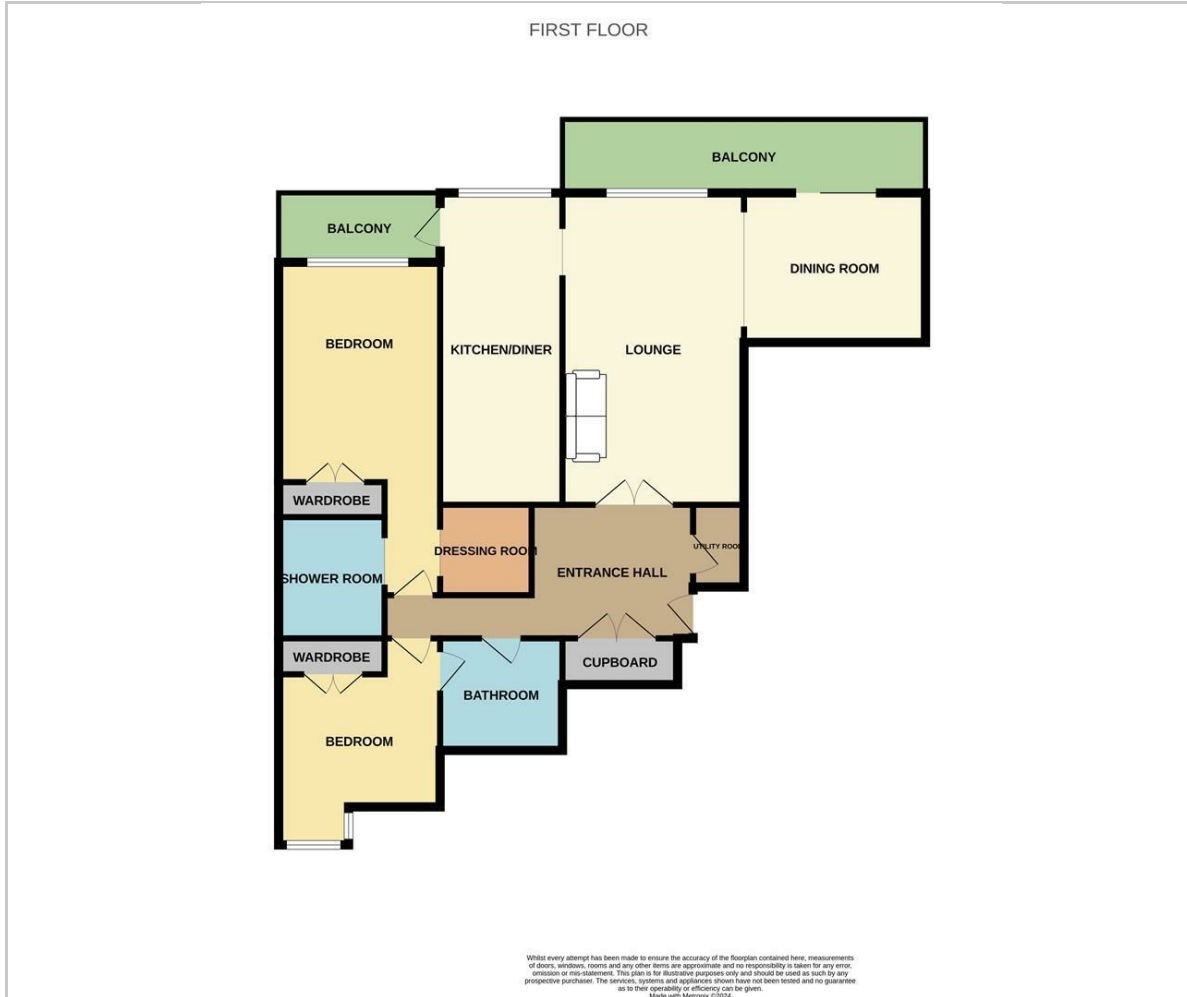 FIRST FLOOR
BALCONY
BALCONY
DINING ROOM
BEDROOM
KITCHEN/DINER
LOUNGE
WARDROBE
DRESSING ROOM
UTILITY ROOM
SHOWER ROOM
ENTRANCE HALL
WARDROBE
CUPBOARD
BATHROOM
BEDROOM
Whilst every attempt has been made to ensure the accuracy of the floorplan contained here, measurements
of doors, windows, rooms and any other items are approximate and no responsibility is taken for any error,
omission or mis-statement. This plan is for illustrative purposes only and should be used as such by any
prospective purchaser. The services, systems and appliances shown have not been tested and no guarantee
as to their operability or efficiency can be given.
Made with Metropix ©2024